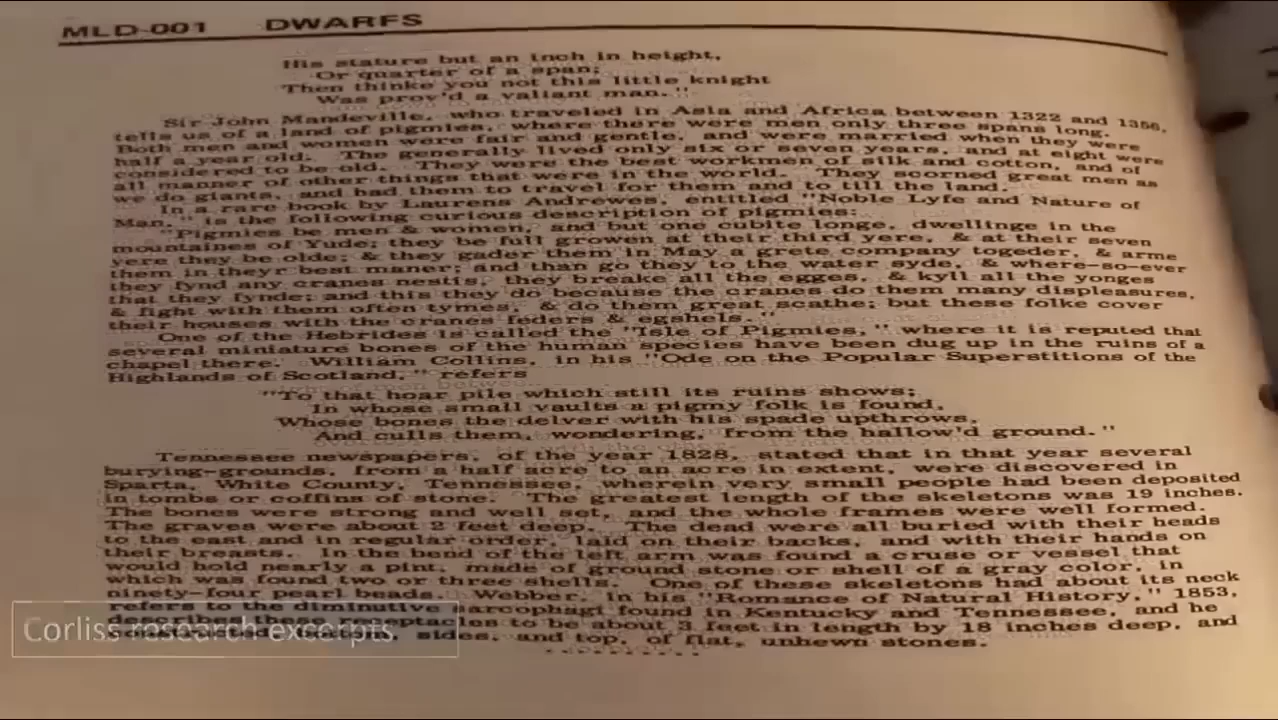 MLD-001 DWARFS
His stature but an inch in height,
Or quarter of a span;
Then thinke you not this little knight
Was prov'd a valiant man."
Sir John Mandeville, who traveled in Asia and Africa between 1322 and 1356,
tells us of a land of pigmies, where there were men only three spans long.
Both men and women were fair and gentle, and were married when they were
half a year old. The generally lived only six or seven years, and at eight were
considered to be old. They were the best workmen of silk and cotton, and of
all manner of other things that were in the world. They scorned great men as
we do giants, and had them to travel for them and to till the land.
In a rare book by Laurens Andrewes, entitled "Noble Lyfe and Nature of
Man," is the following curious description of pigmies:
"Pigmies be men & women, and but one cubite longe, dwellinge in the
mountaines of Yude; they be full growen at their third yere, & at their seven
yere they be olde; & they gader them in May a grete company togeder, & arme
them in theyr best maner; and than go they to the water syde, & where-so-ever
they fynd any cranes nestis, they breake all the egges, & kyll all the yonges
that they fynde; and this they do because the cranes do them many displeasures,
& fight with them often tymes, & do them great scathe; but these folke cover
their houses with the cranes feders & egshels."
One of the Hebrides is called the "Isle of Pigmies," where it is reputed that
several miniature bones of the human species have been dug up in the ruins of a
chapel there. William Collins, in his "Ode on the Popular Superstitions of the
Highlands of Scotland," refers
"To that hoar pile which still its ruins shows;
In whose small vaults a pigmy folk is found,
Whose bones the delver with his spade upthrows,
And culls them, wondering, from the hallow'd ground."
Tennessee newspapers, of the year 1828, stated that in that year several
burying-grounds, from a half acre to an acre in extent, were discovered in
Sparta, White County, Tennessee, wherein very small people had been deposited
in tombs or coffins of stone. The greatest length of the skeletons was 19 inches.
The bones were strong and well set, and the whole frames were well formed.
The graves were about 2 feet deep. The dead were all buried with their heads
to the east and in regular order, laid on their backs, and with their hands on
their breasts. In the bend of the left arm was found a cruse or vessel that
would hold nearly a pint, made of ground stone or shell of a gray color, in
which was found two or three shells. One of these skeletons had about its neck
ninety-four pearl beads. Webber, in his "Romance of Natural History," 1853,
refers to the diminutive sarcophagi found in Kentucky and Tennessee, and he
to be about 3 feet in length by 18 inches deep, and
sides, and top, of flat, unhewn stones.
Corliss research excerpts